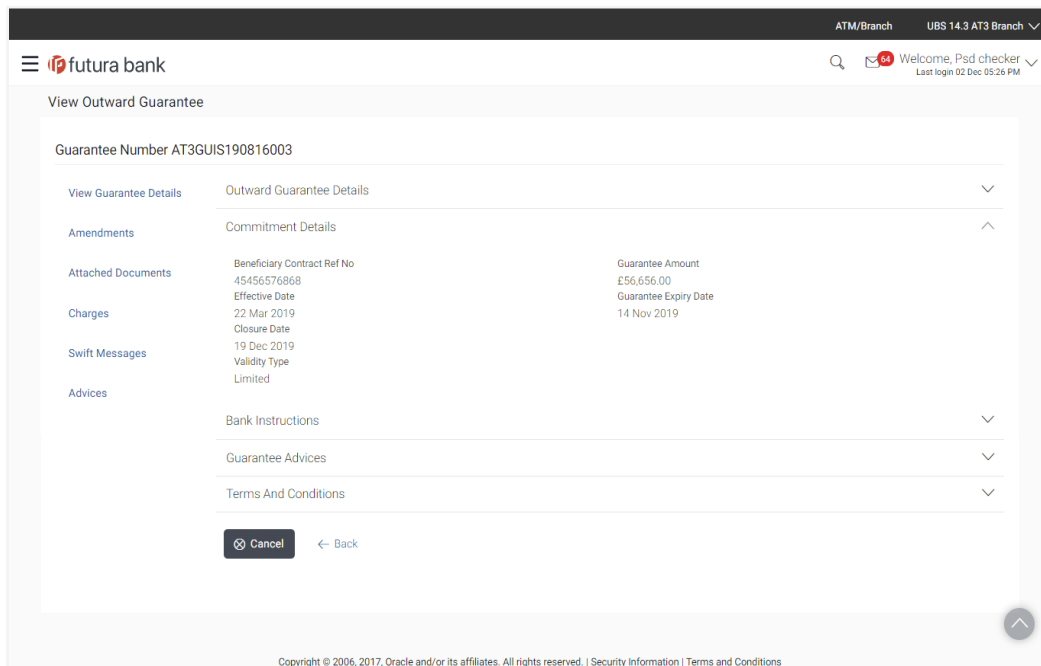 ATM/Branch UBS 14.3 AT3 Branch
futura bank 64 Welcome, Psd checker
Last login 02 Dec 05:26 PM
View Outward Guarantee
Guarantee Number AT3GUIS190816003
View Guarantee Details
Amendments
Attached Documents
Charges
Swift Messages
Advices
Outward Guarantee Details
Commitment Details
Beneficiary Contract Ref No
45456576868
Guarantee Amount
£56,656.00
Effective Date
22 Mar 2019
Guarantee Expiry Date
14 Nov 2019
Closure Date
19 Dec 2019
Validity Type
Limited
Bank Instructions
Guarantee Advices
Terms And Conditions
Cancel Back
Copyright © 2006, 2017, Oracle and/or its affiliates. All rights reserved. | Security Information | Terms and Conditions